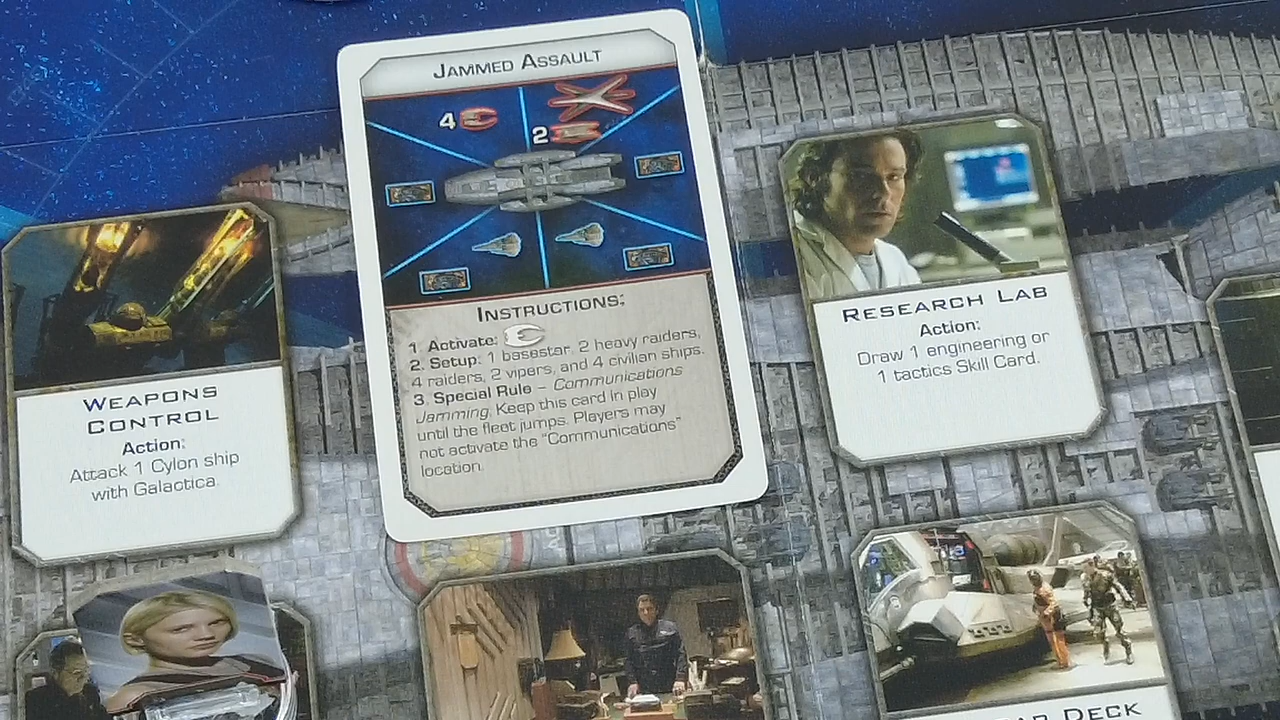 JAMMED ASSAULT
4
2
INSTRUCTIONS:
1. Activate:
2. Setup: 1 basestar, 2 heavy raiders,
4 raiders, 2 vipers, and 4 civilian ships.
3. Special Rule – Communications
Jamming: Keep this card in play
until the fleet jumps. Players may
not activate the "Communications"
location.
WEAPONS
CONTROL
Action:
Attack 1 Cylon ship
with Galactica.
RESEARCH LAB
Action:
Draw 1 engineering or
1 tactics Skill Card.
DECK